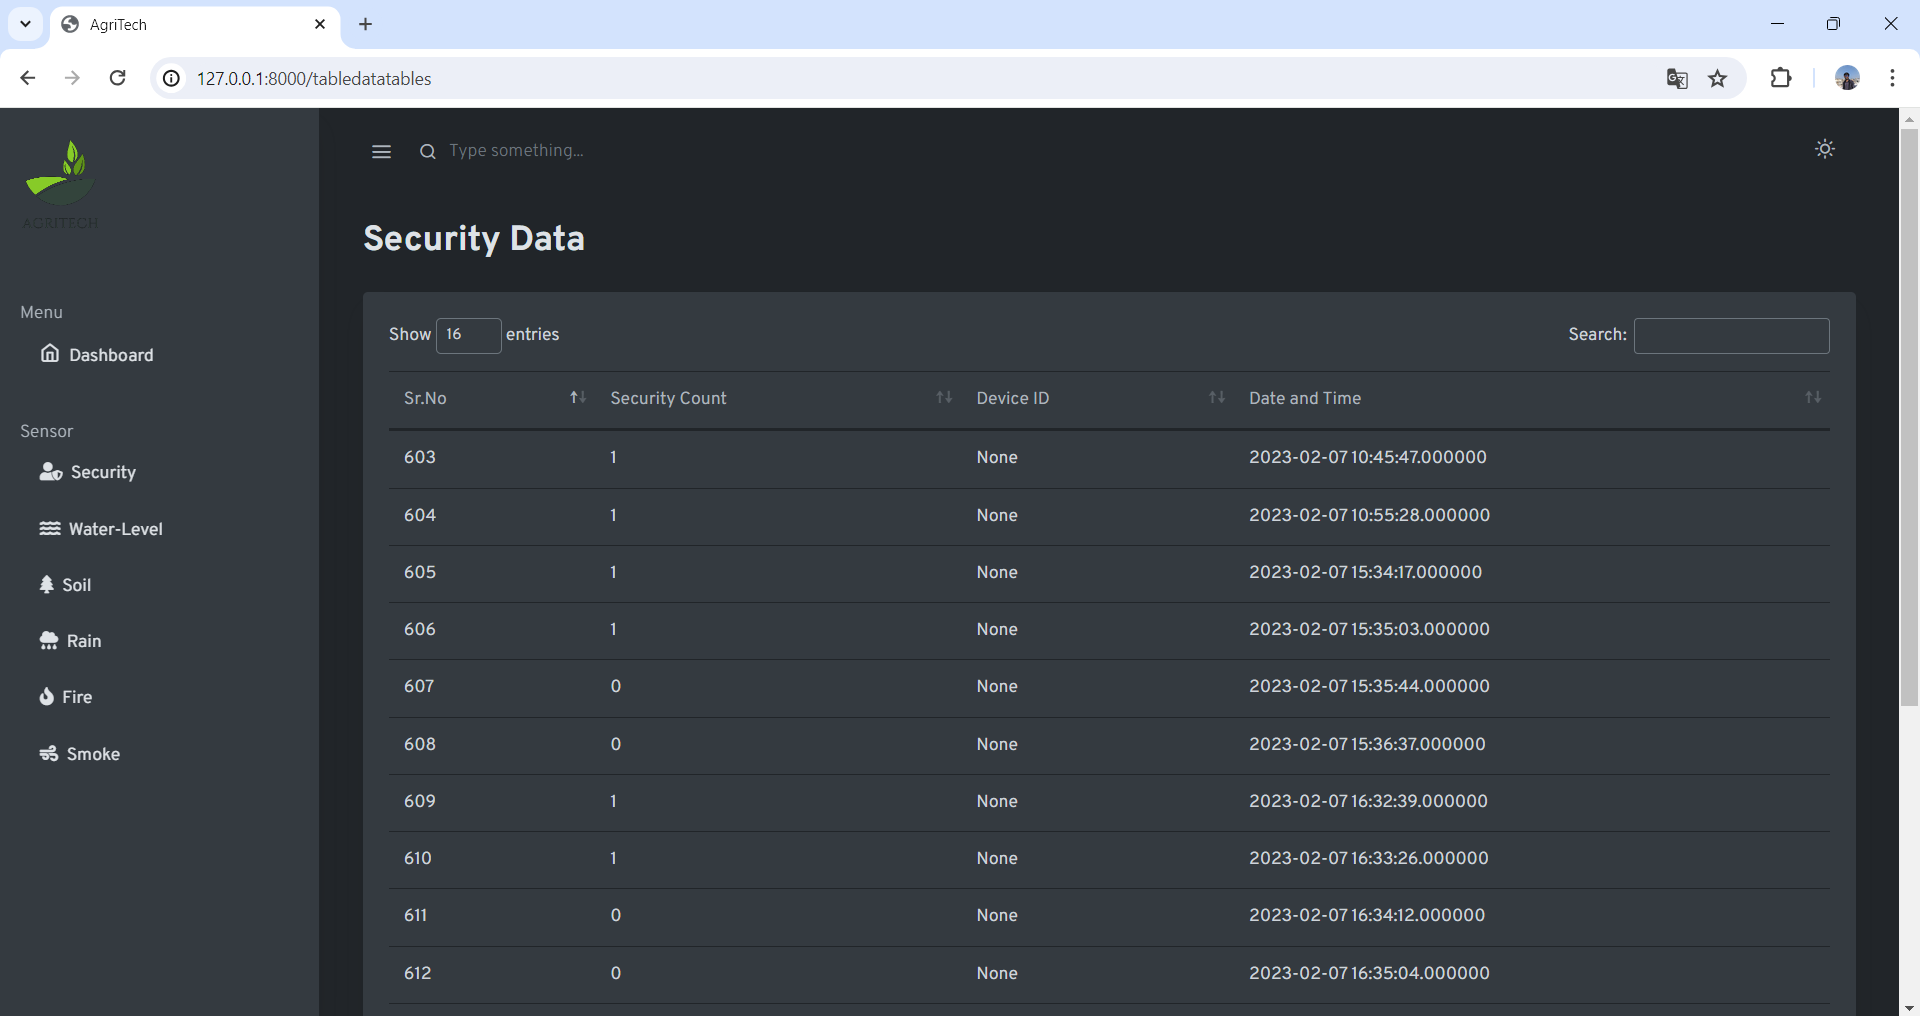 AgriTech
127.0.0.1:8000/tabledatatables
AGRITECH
Type something...
Security Data
Menu
Dashboard
Sensor
Security
Water-Level
Soil
Rain
Fire
Smoke
Show 16 entries
Search:
Sr.No Security Count Device ID Date and Time
603 1 None 2023-02-07 10:45:47.000000
604 1 None 2023-02-07 10:55:28.000000
605 1 None 2023-02-07 15:34:17.000000
606 1 None 2023-02-07 15:35:03.000000
607 0 None 2023-02-07 15:35:44.000000
608 0 None 2023-02-07 15:36:37.000000
609 1 None 2023-02-07 16:32:39.000000
610 1 None 2023-02-07 16:33:26.000000
611 0 None 2023-02-07 16:34:12.000000
612 0 None 2023-02-07 16:35:04.000000